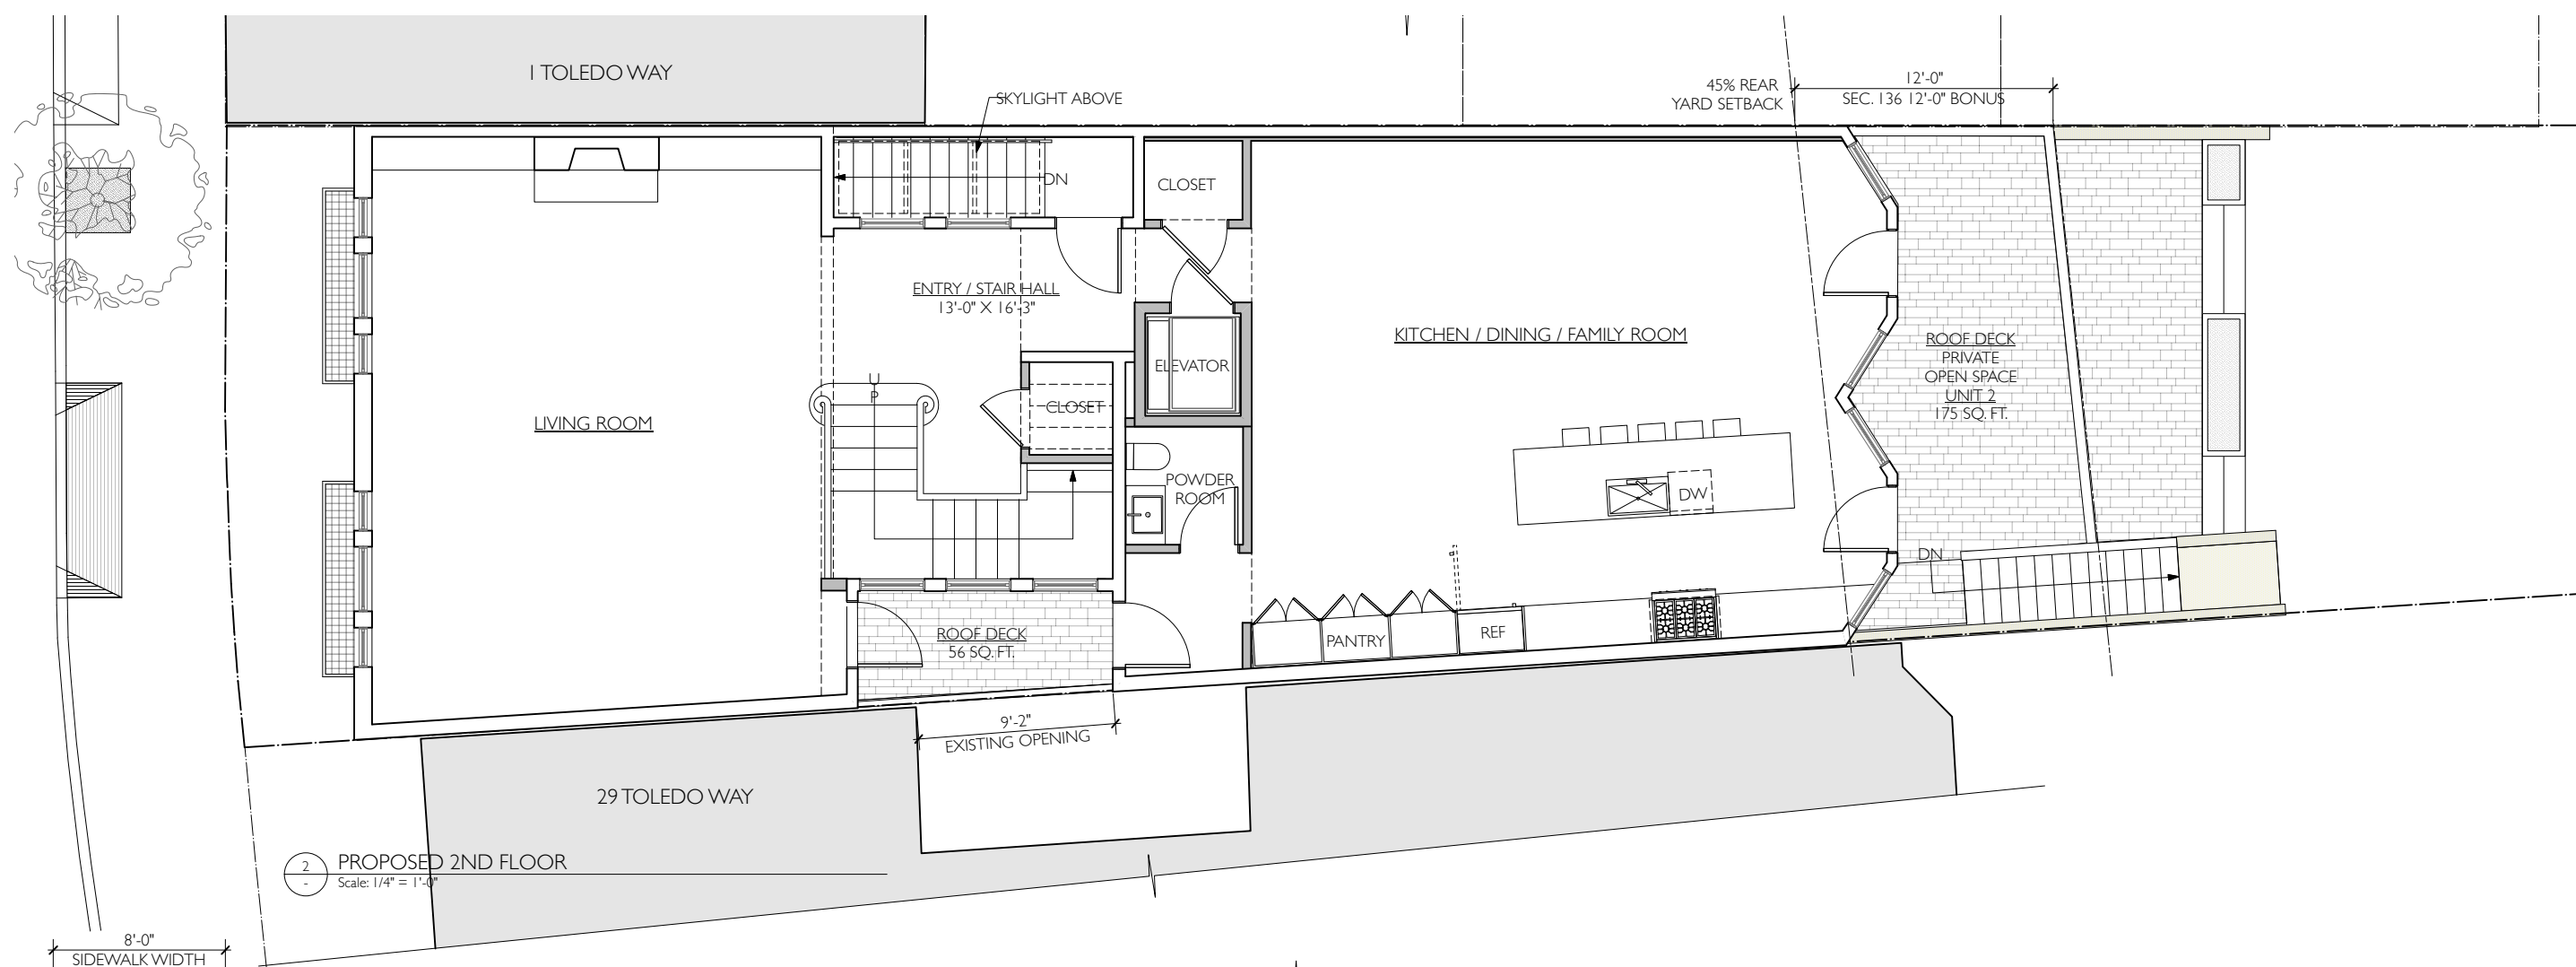 1 TOLEDO WAY
SKYLIGHT ABOVE
45% REAR
YARD SETBACK
12'-0"
SEC. 136 12'-0" BONUS
DN
CLOSET
ENTRY / STAIR HALL
13'-0" X 16'-3"
KITCHEN / DINING / FAMILY ROOM
ELEVATOR
ROOF DECK
PRIVATE
OPEN SPACE
UNIT 2
175 SQ. FT.
U
P
LIVING ROOM
CLOSET
POWDER
ROOM
DW
DN
ROOF DECK
56 SQ. FT.
PANTRY
REF
9'-2"
EXISTING OPENING
29 TOLEDO WAY
2
-
PROPOSED 2ND FLOOR
Scale: 1/4" = 1'-0"
8'-0"
SIDEWALK WIDTH